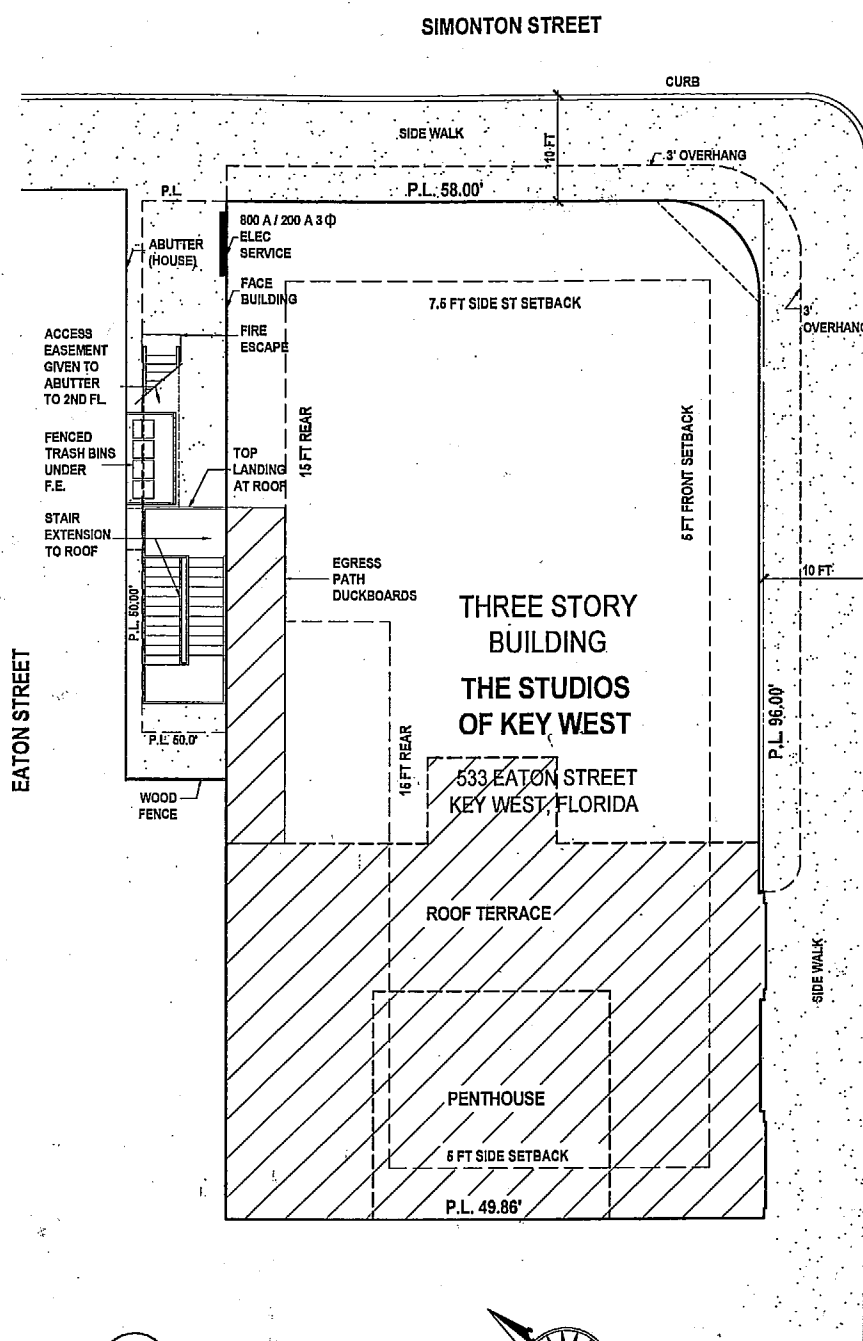 SIMONTON STREET
CURB
SIDE WALK
10 FT
3' OVERHANG
P.L.
P.L. 58.00'
800 A / 200 A 3 Φ
ELEC
SERVICE
ABUTTER
(HOUSE)
FACE
BUILDING
7.5 FT SIDE ST SETBACK
3'
OVERHANG
FIRE
ESCAPE
ACCESS
EASEMENT
GIVEN TO
ABUTTER
TO 2ND FL.
15 FT REAR
5 FT FRONT SETBACK
FENCED
TRASH BINS
UNDER
F.E.
TOP
LANDING
AT ROOF
STAIR
EXTENSION
TO ROOF
EGRESS
PATH
DUCKBOARDS
10 FT
P.L. 50.00'
THREE STORY
BUILDING
THE STUDIOS
OF KEY WEST
533 EATON STREET
KEY WEST, FLORIDA
EATON STREET
P.L. 50.0'
15 FT REAR
P.L. 96.00'
WOOD
FENCE
ROOF TERRACE
SIDE WALK
PENTHOUSE
5 FT SIDE SETBACK
P.L. 49.86'